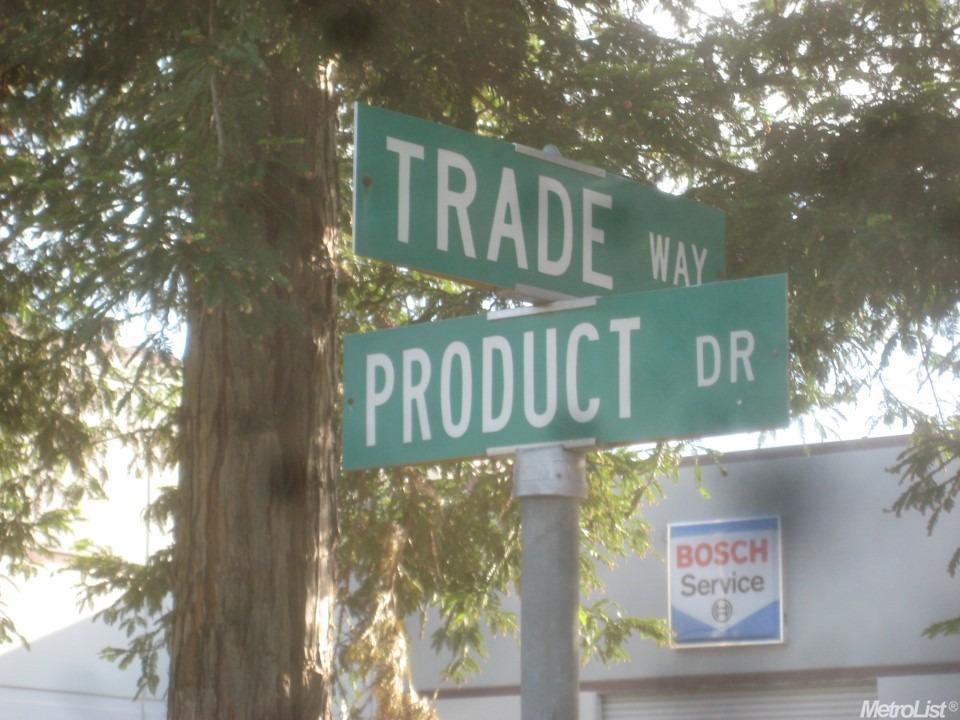 TRADE WAY
PRODUCT DR
BOSCH
Service
MetroList®